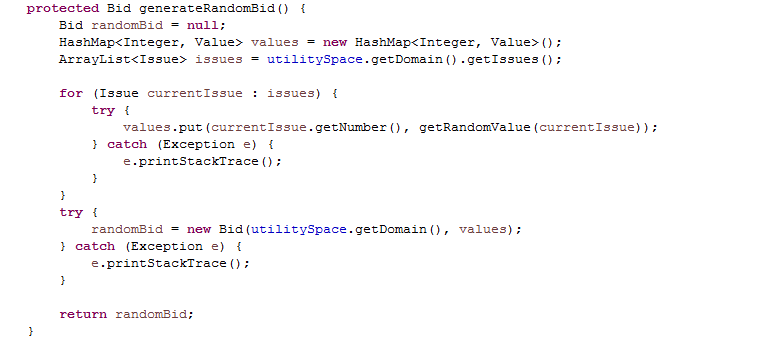 protected Bid generateRandomBid() {
    Bid randomBid = null;
    HashMap<Integer, Value> values = new HashMap<Integer, Value>();
    ArrayList<Issue> issues = utilitySpace.getDomain().getIssues();

    for (Issue currentIssue : issues) {
        try {
            values.put(currentIssue.getNumber(), getRandomValue(currentIssue));
        } catch (Exception e) {
            e.printStackTrace();
        }
    }
    try {
        randomBid = new Bid(utilitySpace.getDomain(), values);
    } catch (Exception e) {
        e.printStackTrace();
    }

    return randomBid;
}